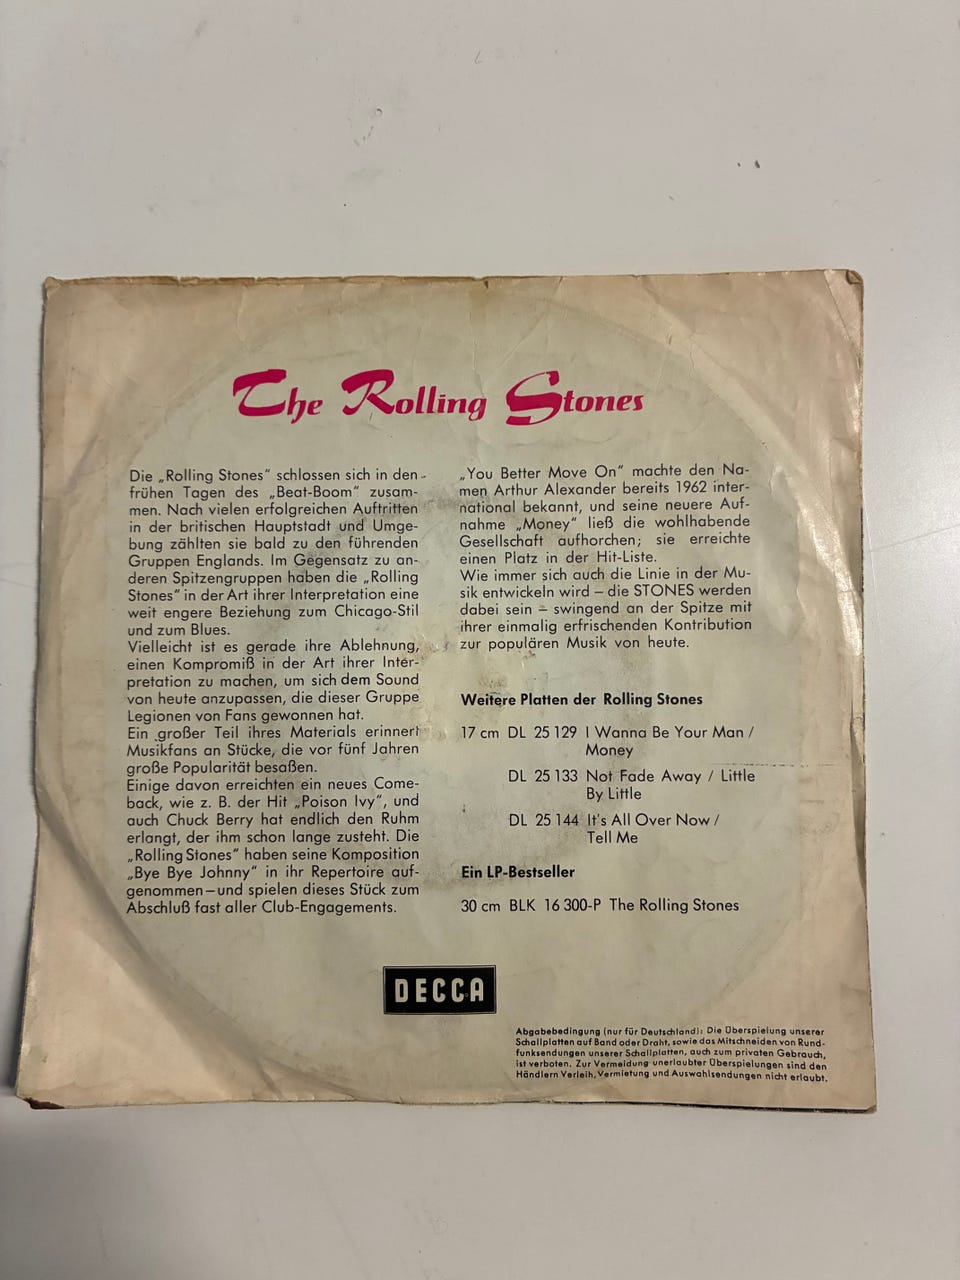 The Rolling Stones
Die „Rolling Stones“ schlossen sich in den
frühen Tagen des „Beat-Boom“ zusam-
men. Nach vielen erfolgreichen Auftritten
in der britischen Hauptstadt und Umge-
bung zählten sie bald zu den führenden
Gruppen Englands. Im Gegensatz zu an-
deren Spitzengruppen haben die „Rolling
Stones“ in der Art ihrer Interpretation eine
weit engere Beziehung zum Chicago-Stil
und zum Blues.
Vielleicht ist es gerade ihre Ablehnung,
einen Kompromiß in der Art ihrer Inter-
pretation zu machen, um sich dem Sound
von heute anzupassen, die dieser Gruppe
Legionen von Fans gewonnen hat.
Ein großer Teil ihres Materials erinnert
Musikfans an Stücke, die vor fünf Jahren
große Popularität besaßen.
Einige davon erreichten ein neues Come-
back, wie z. B. der Hit „Poison Ivy“, und
auch Chuck Berry hat endlich den Ruhm
erlangt, der ihm schon lange zusteht. Die
„Rolling Stones“ haben seine Komposition
„Bye Bye Johnny“ in ihr Repertoire auf-
genommen – und spielen dieses Stück zum
Abschluß fast aller Club-Engagements.
„You Better Move On“ machte den Na-
men Arthur Alexander bereits 1962 inter-
national bekannt, und seine neuere Auf-
nahme „Money“ ließ die wohlhabende
Gesellschaft aufhorchen; sie erreichte
einen Platz in der Hit-Liste.
Wie immer sich auch die Linie in der Mu-
sik entwickeln wird – die STONES werden
dabei sein – swingend an der Spitze mit
ihrer einmalig erfrischenden Kontribution
zur populären Musik von heute.
Weitere Platten der Rolling Stones
17 cm DL 25 129 I Wanna Be Your Man /
Money
DL 25 133 Not Fade Away / Little
By Little
DL 25 144 It's All Over Now /
Tell Me
Ein LP-Bestseller
30 cm BLK 16 300-P The Rolling Stones
DECCA
Abgabebedingung (nur für Deutschland): Die Überspielung unserer
Schallplatten auf Band oder Draht, sowie das Mitschneiden von Rund-
funksendungen unserer Schallplatten, auch zum privaten Gebrauch,
ist verboten. Zur Vermeidung unerlaubter Überspielungen sind den
Händlern Verleih, Vermietung und Auswahlsendungen nicht erlaubt.